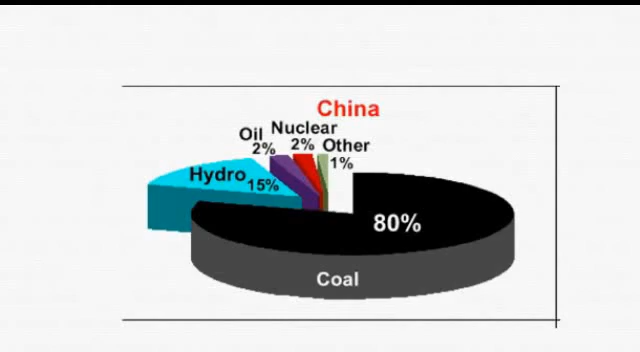 China
Oil
2%
Nuclear
2%
Other
1%
Hydro 15%
80%
Coal